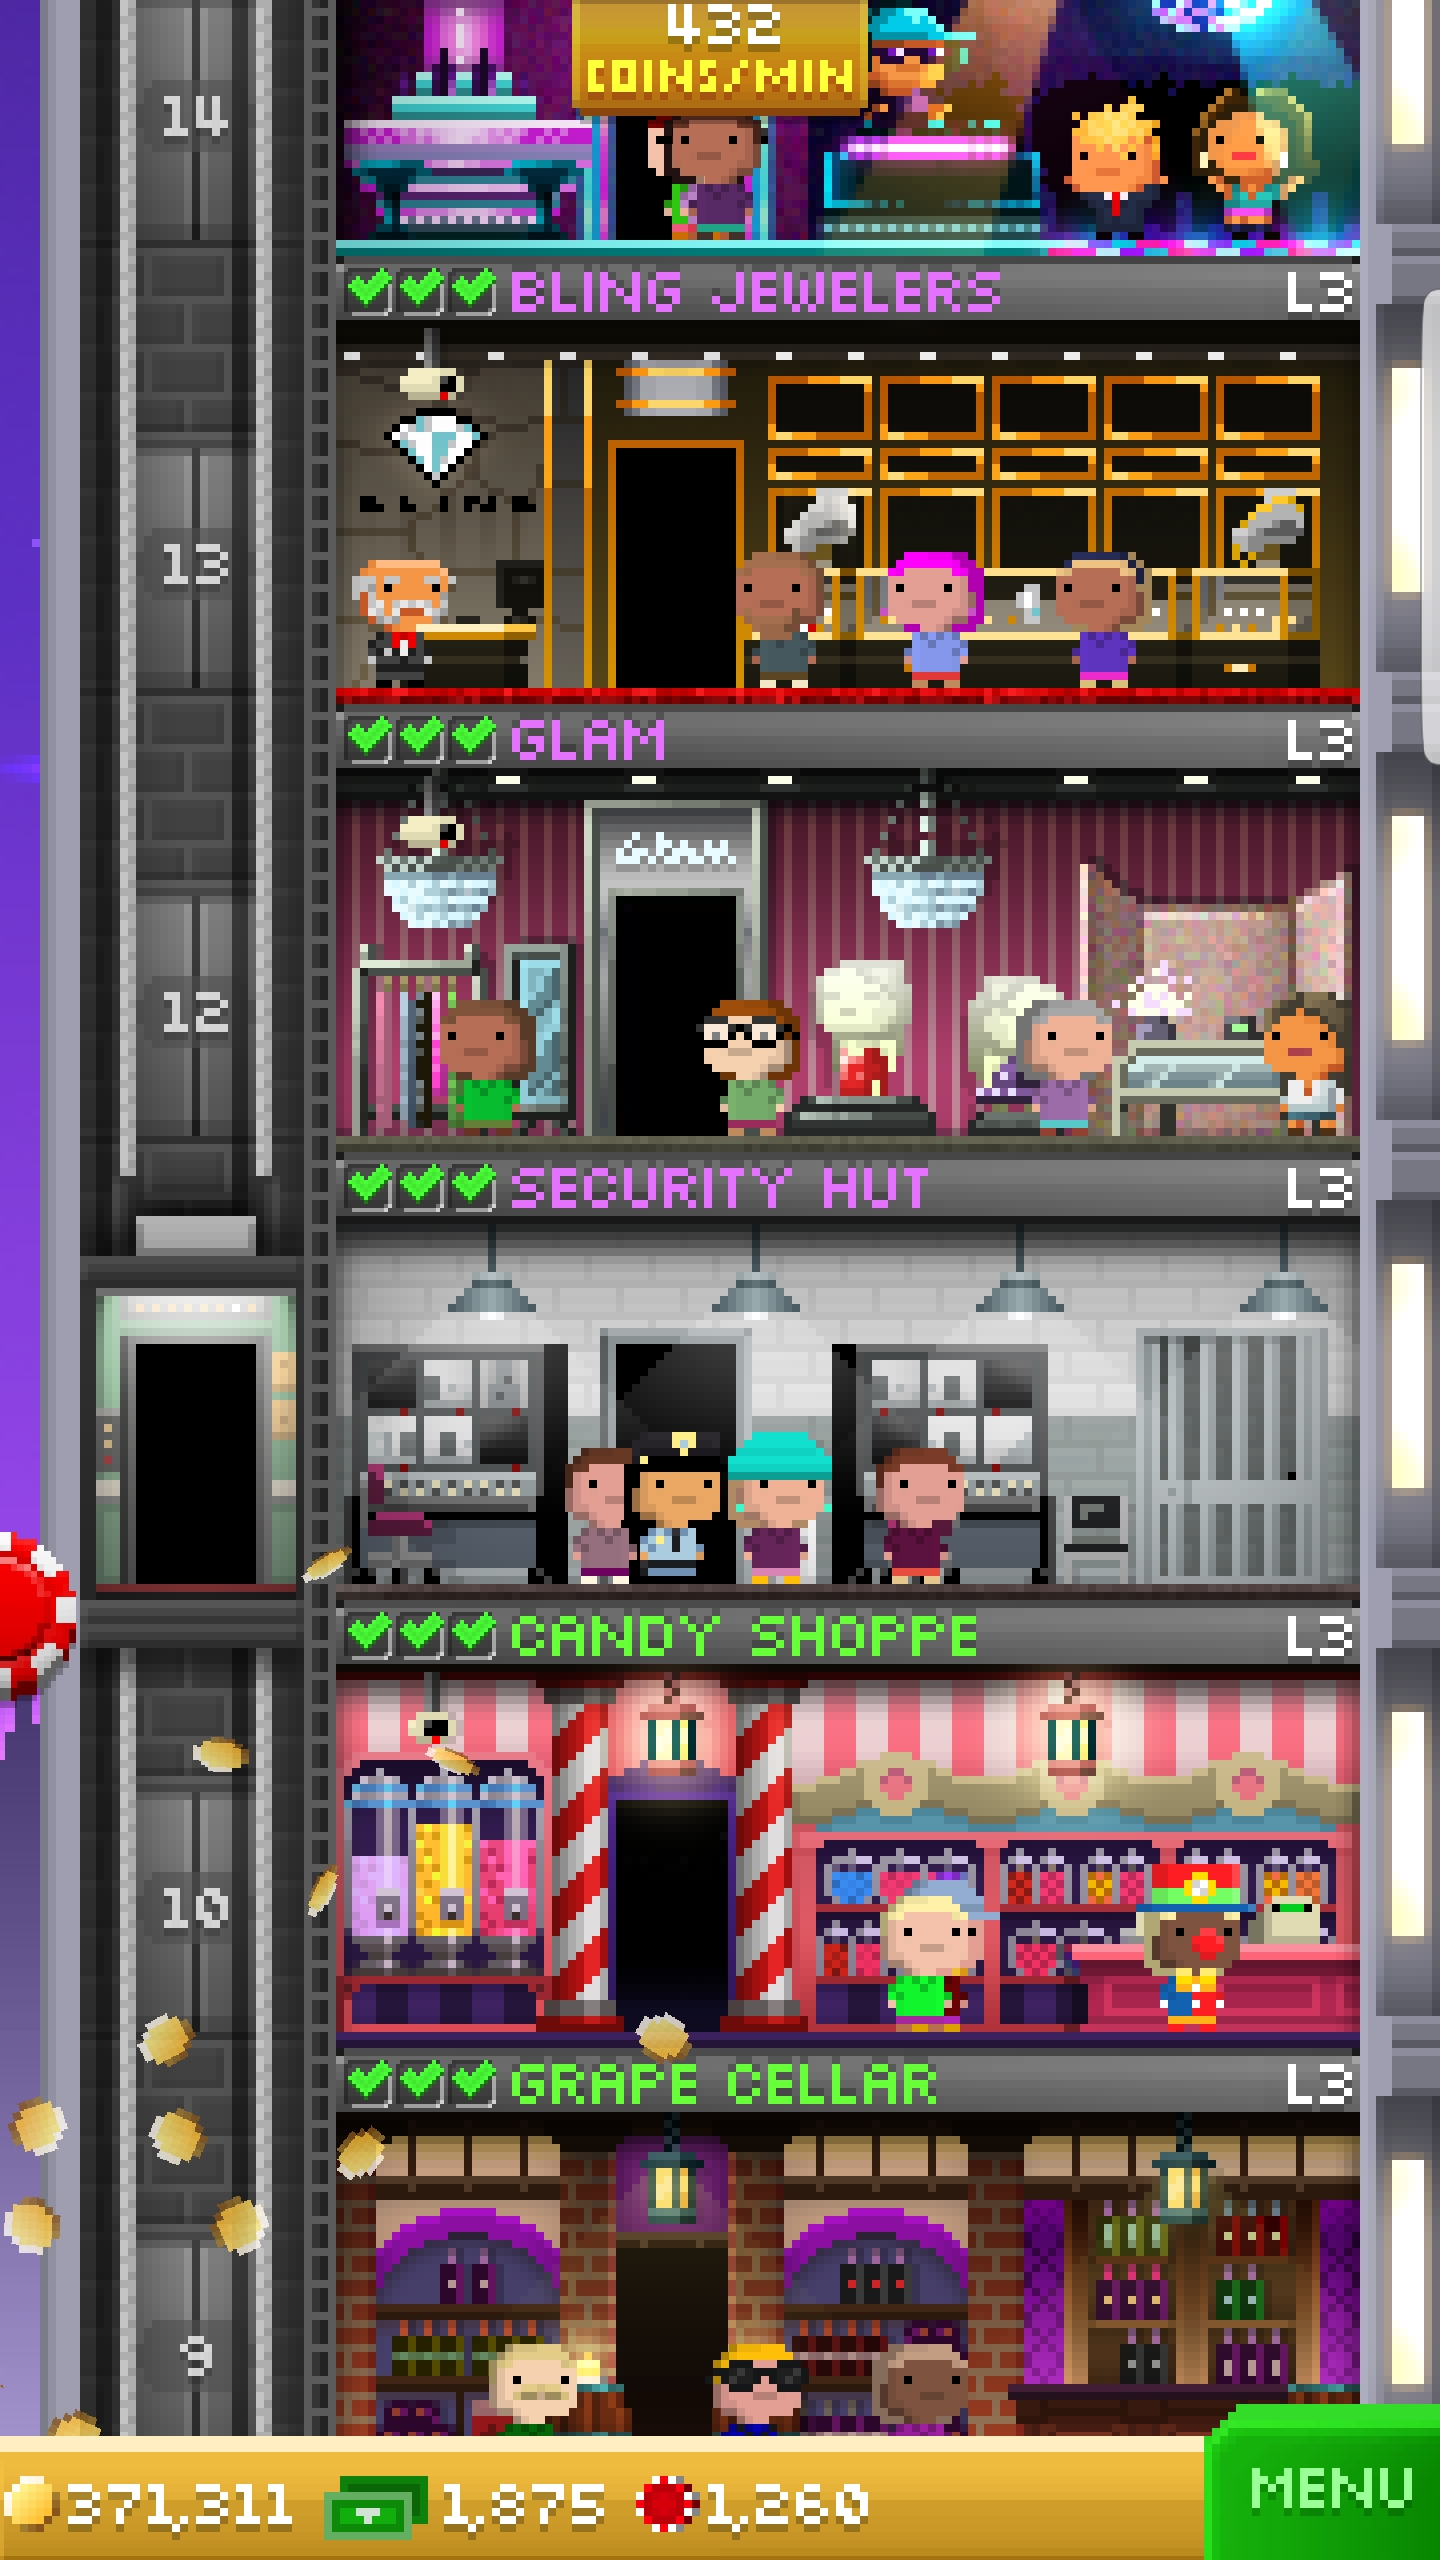 432
COINS/MIN
14
BLING JEWELERS L3
BLING
13
GLAM L3
Glam
12
SECURITY HUT L3
CANDY SHOPPE L3
10
GRAPE CELLAR L3
9
371,311 1,875 1,260
MENU